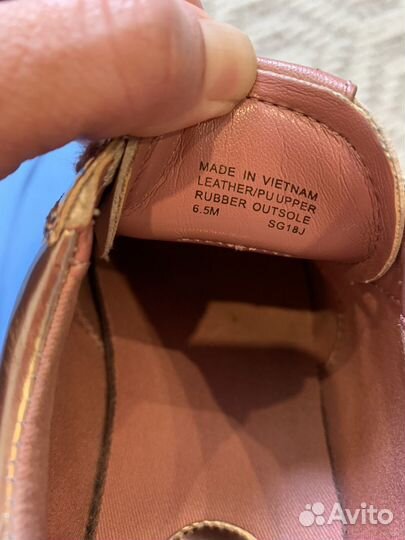 MADE IN VIETNAM
LEATHER/PU UPPER
RUBBER OUTSOLE
6.5M SG18J
Avito